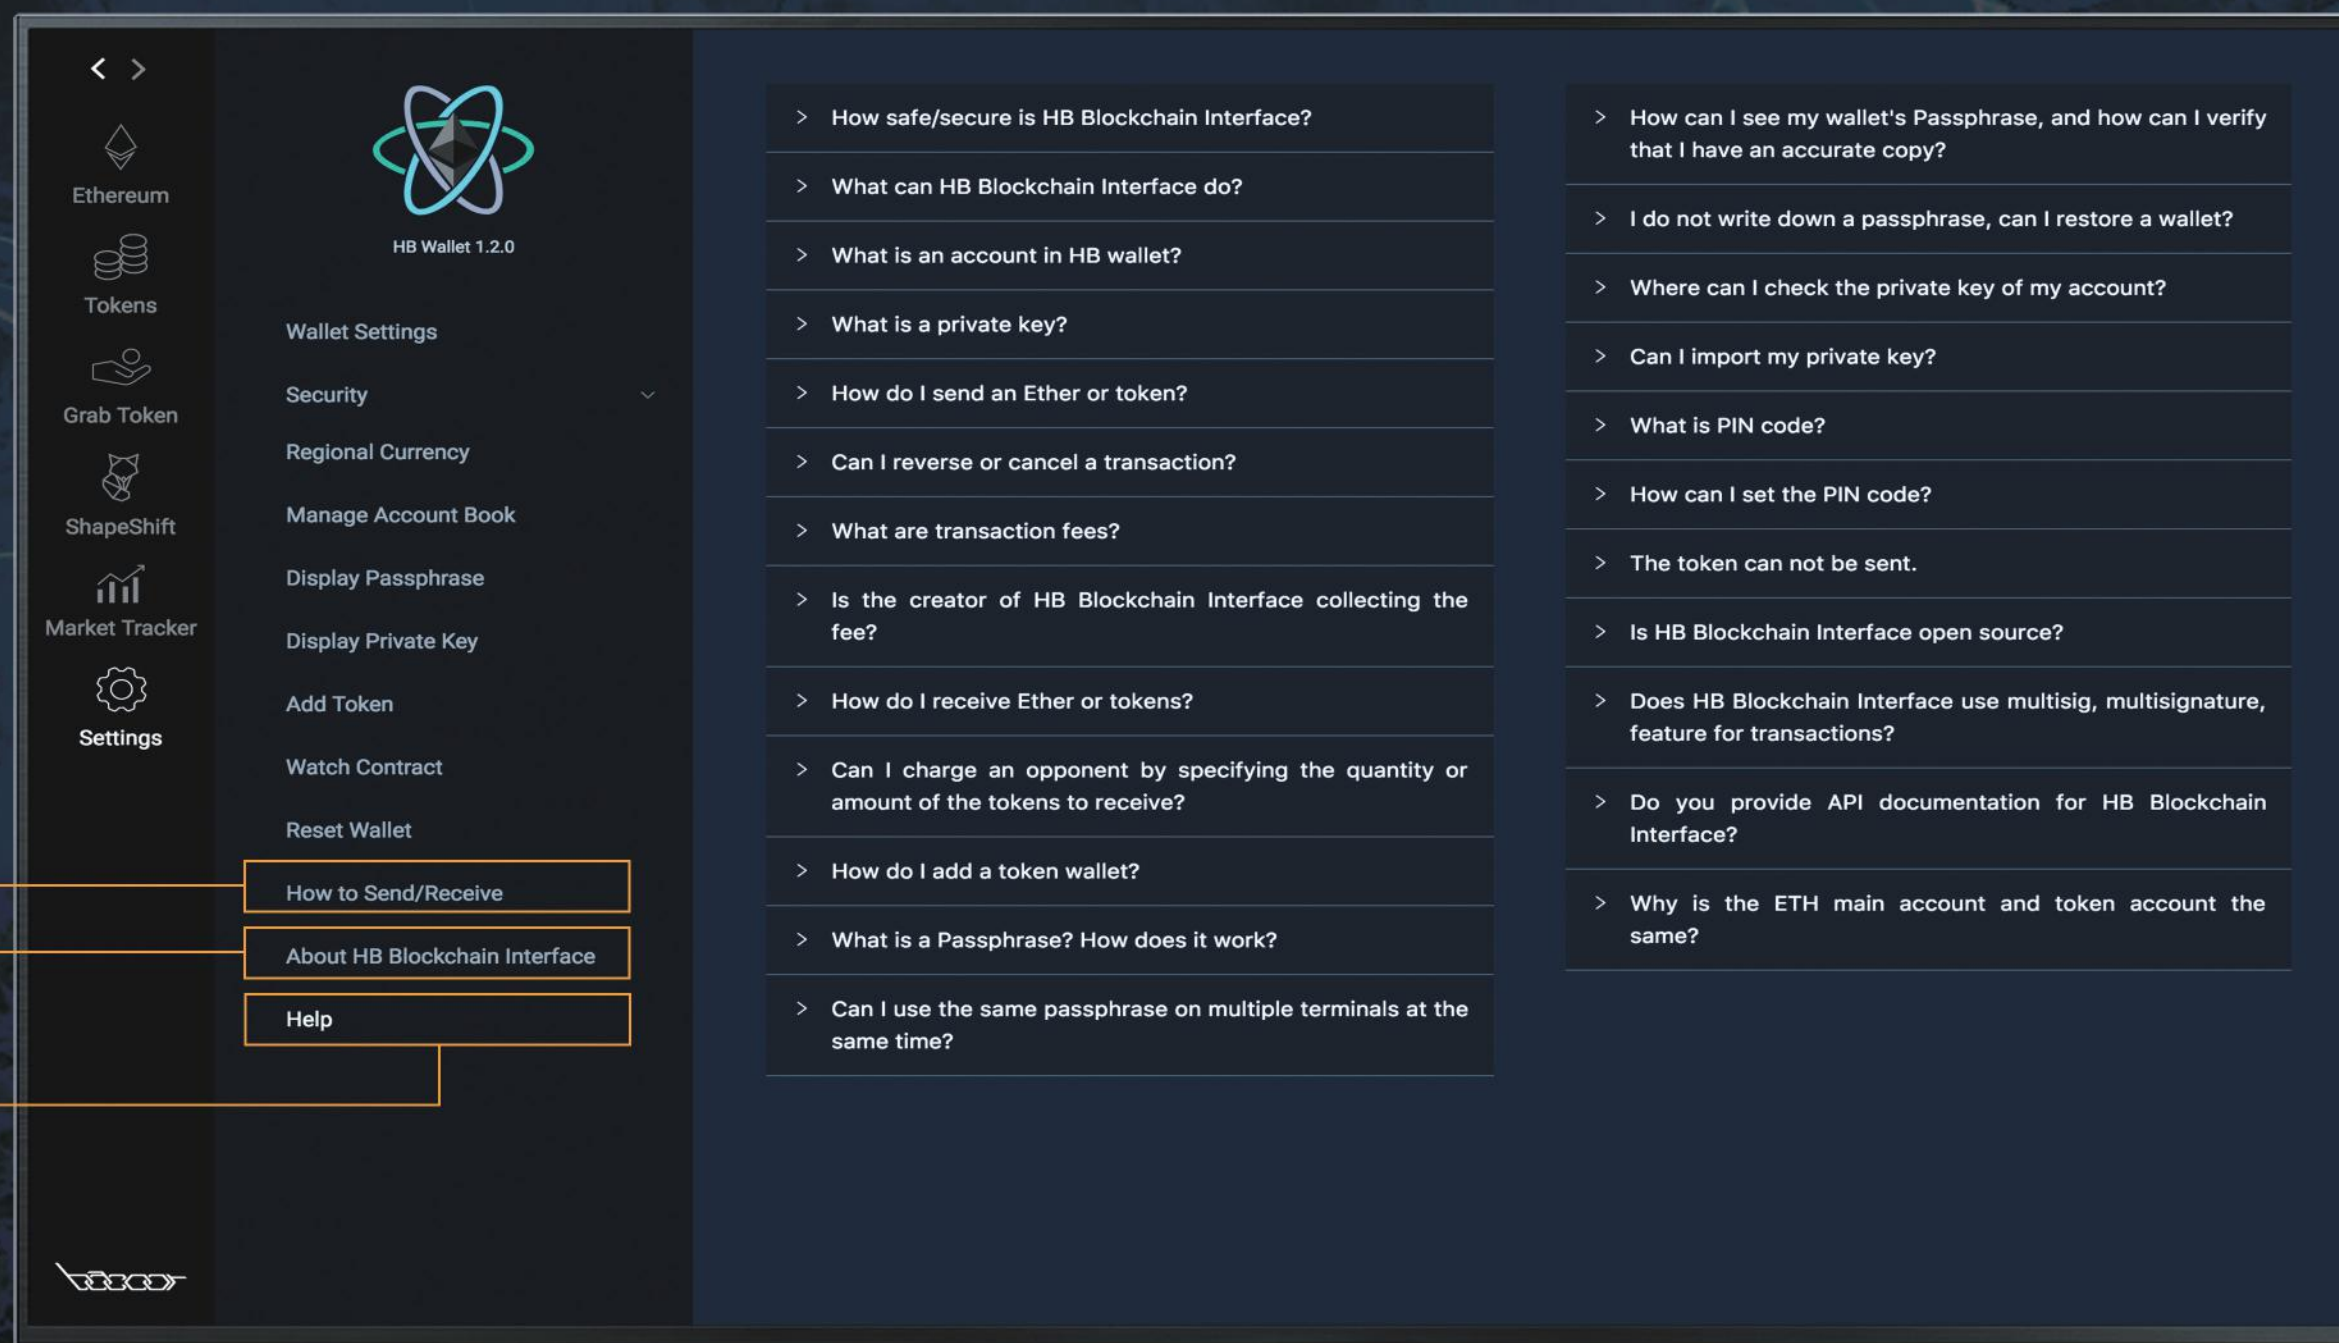 Ethereum
Tokens
Grab Token
ShapeShift
Market Tracker
Settings
HB Wallet 1.2.0
Wallet Settings
Security
Regional Currency
Manage Account Book
Display Passphrase
Display Private Key
Add Token
Watch Contract
Reset Wallet
How to Send/Receive
About HB Blockchain Interface
Help
How safe/secure is HB Blockchain Interface?
What can HB Blockchain Interface do?
What is an account in HB wallet?
What is a private key?
How do I send an Ether or token?
Can I reverse or cancel a transaction?
What are transaction fees?
Is the creator of HB Blockchain Interface collecting the
fee?
How do I receive Ether or tokens?
Can I charge an opponent by specifying the quantity or
amount of the tokens to receive?
How do I add a token wallet?
What is a Passphrase? How does it work?
Can I use the same passphrase on multiple terminals at the
same time?
How can I see my wallet's Passphrase, and how can I verify
that I have an accurate copy?
I do not write down a passphrase, can I restore a wallet?
Where can I check the private key of my account?
Can I import my private key?
What is PIN code?
How can I set the PIN code?
The token can not be sent.
Is HB Blockchain Interface open source?
Does HB Blockchain Interface use multisig, multisignature,
feature for transactions?
Do you provide API documentation for HB Blockchain
Interface?
Why is the ETH main account and token account the
same?